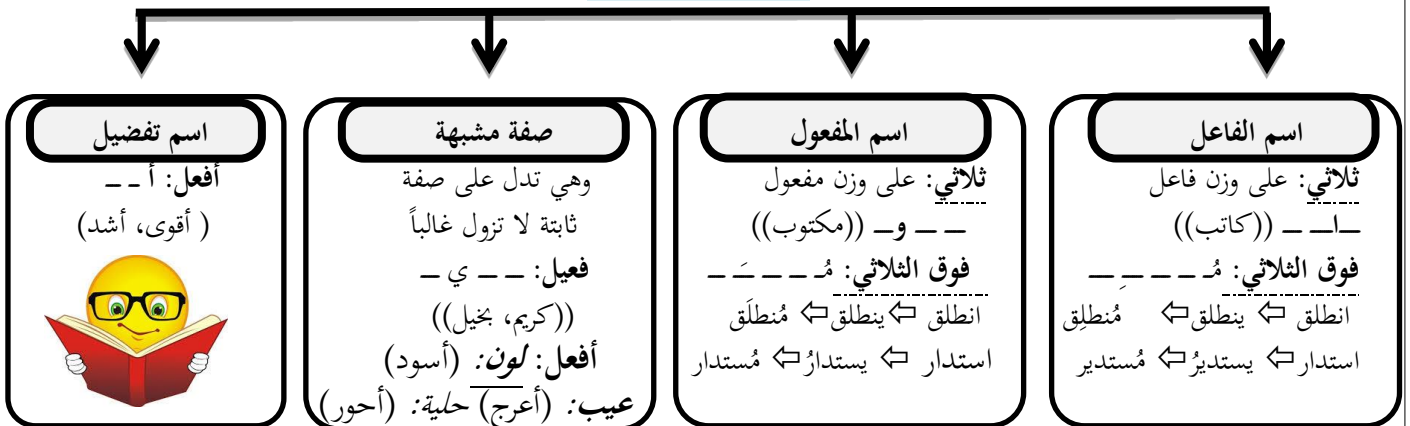 اسم الفاعل
ثلاثي: على وزن فاعل
ـاـ ـ ((كاتب))
فوق الثلاثي: مُـ ـ ـ ـِ ـ
انطلق ⇦ ينطلق ⇦ مُنطلِق
استدار ⇦ يستديرُ ⇦ مُستدير
اسم المفعول
ثلاثي: على وزن مفعول
ـ ـ وـ ((مكتوب))
فوق الثلاثي: مُـ ـ ـ ـَ ـ
انطلق ⇦ ينطلق ⇦ مُنطلَق
استدار ⇦ يستدارُ ⇦ مُستدار
صفة مشبهة
وهي تدل على صفة
ثابتة لا تزول غالباً
فعيل: ـ ـ ي ـ
((كريم، بخيل))
أفعل: لون: (أسود)
عيب: (أعرج) حلية: (أحور)
اسم تفضيل
أفعل: أ ـ ـ
( أقوى، أشد)